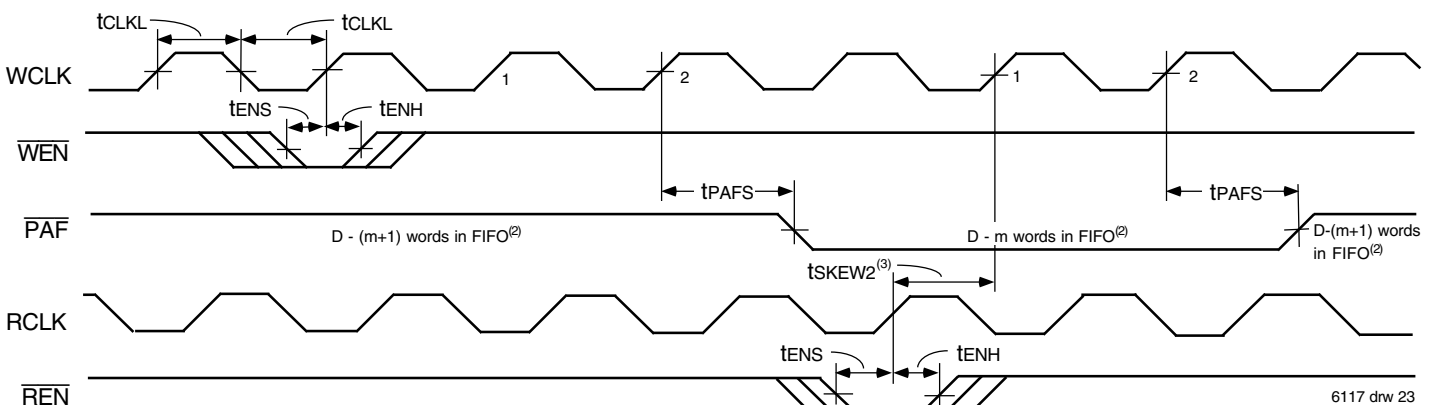 tCLKL tCLKL
WCLK 1 2 1 2
tENS tENH
WEN
tPAFS tPAFS
PAF D - (m+1) words in FIFO(2) D - m words in FIFO(2) D-(m+1) words
in FIFO(2)
tSKEW2(3)
RCLK
tENS tENH
REN 6117 drw 23